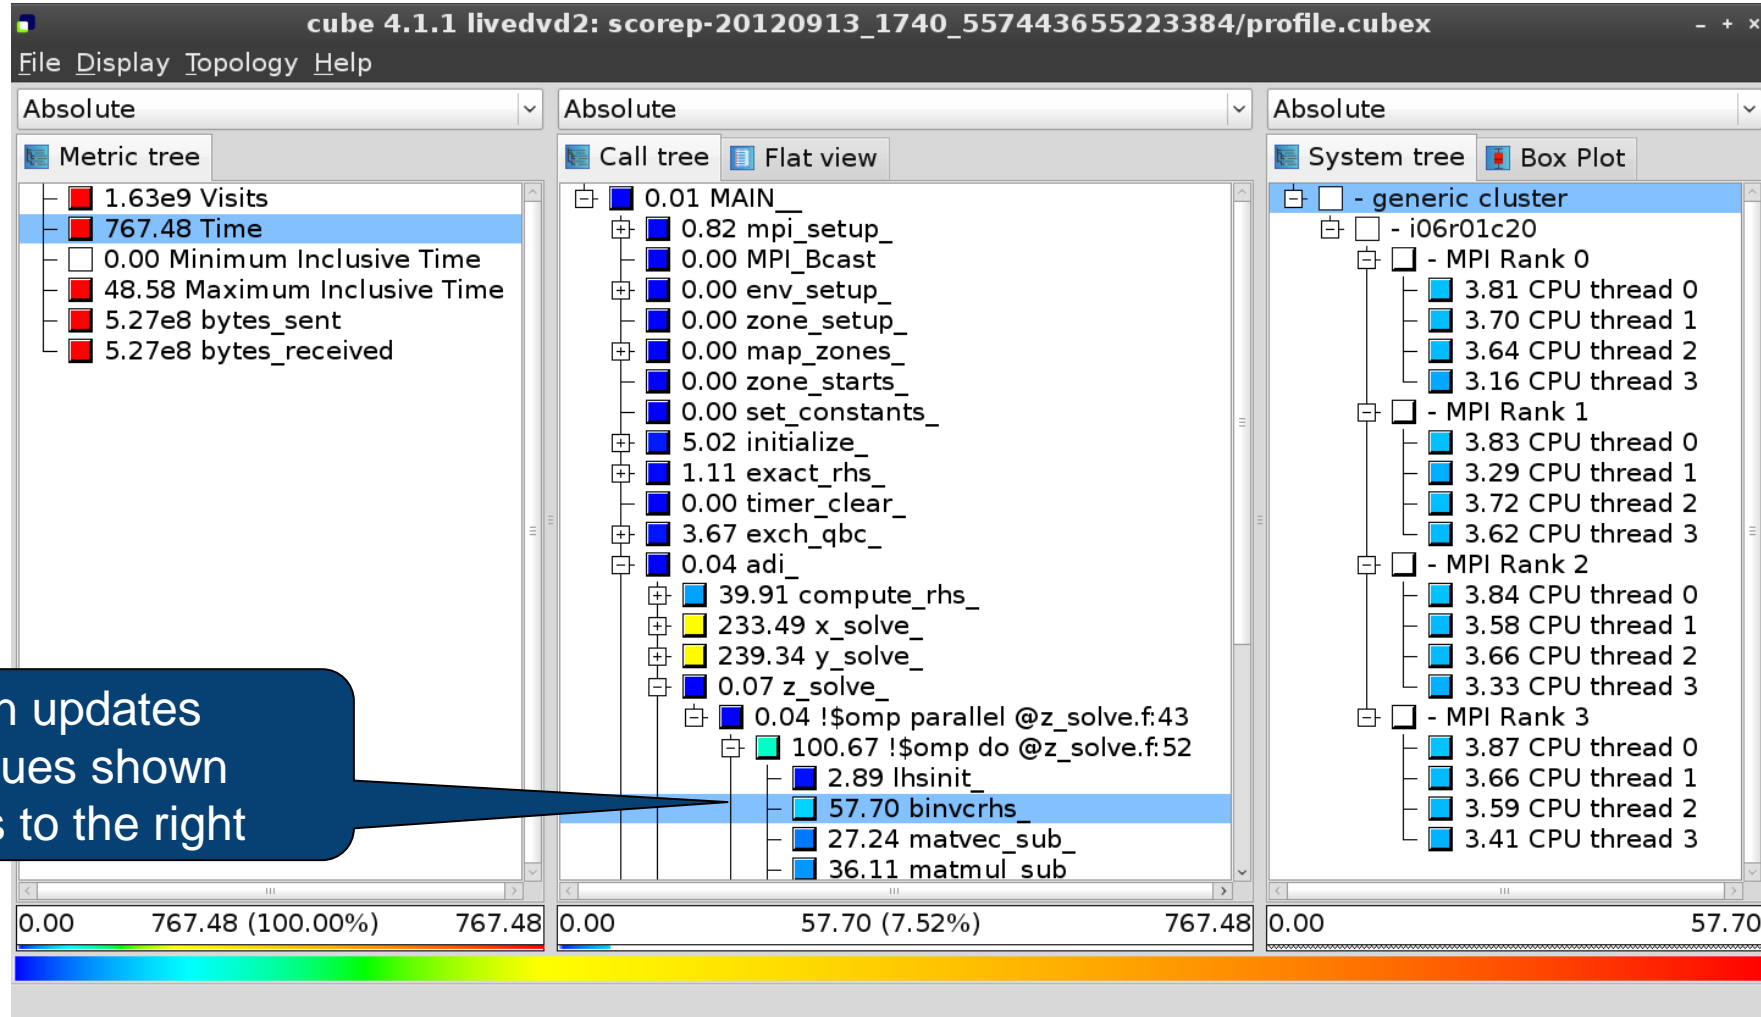 cube 4.1.1 livedvd2: scorep-20120913_1740_557443655223384/profile.cubex
File Display Topology Help
Absolute
Metric tree
1.63e9 Visits
767.48 Time
0.00 Minimum Inclusive Time
48.58 Maximum Inclusive Time
5.27e8 bytes_sent
5.27e8 bytes_received
updates
shown
to the right
0.00 767.48 (100.00%) 767.48
Absolute
Call tree Flat view
0.01 MAIN__
0.82 mpi_setup_
0.00 MPI_Bcast
0.00 env_setup_
0.00 zone_setup_
0.00 map_zones_
0.00 zone_starts_
0.00 set_constants_
5.02 initialize_
1.11 exact_rhs_
0.00 timer_clear_
3.67 exch_qbc_
0.04 adi_
39.91 compute_rhs_
233.49 x_solve_
239.34 y_solve_
0.07 z_solve_
0.04 !$omp parallel @z_solve.f:43
100.67 !$omp do @z_solve.f:52
2.89 lhsinit_
57.70 binvcrhs_
27.24 matvec_sub_
36.11 matmul_sub
0.00 57.70 (7.52%) 767.48
Absolute
System tree Box Plot
- generic cluster
- i06r01c20
- MPI Rank 0
3.81 CPU thread 0
3.70 CPU thread 1
3.64 CPU thread 2
3.16 CPU thread 3
- MPI Rank 1
3.83 CPU thread 0
3.29 CPU thread 1
3.72 CPU thread 2
3.62 CPU thread 3
- MPI Rank 2
3.84 CPU thread 0
3.58 CPU thread 1
3.66 CPU thread 2
3.33 CPU thread 3
- MPI Rank 3
3.87 CPU thread 0
3.66 CPU thread 1
3.59 CPU thread 2
3.41 CPU thread 3
0.00 57.70